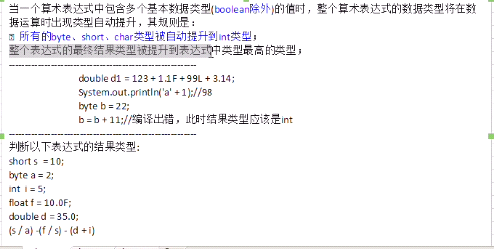 当一个算术表达式中包含多个基本数据类型(boolean除外)的值时，整个算术表达式的数据类型将在数
据运算时出现类型自动提升，其规则是：
所有的byte、short、char类型被自动提升到int类型；
整个表达式的最终结果类型被提升到表达式中类型最高的类型；
double d1 = 123 + 1.1F + 99L + 3.14;
System.out.println('a' + 1);//98
byte b = 22;
b = b + 11;//编译出错，此时结果类型应该是int
判断以下表达式的结果类型：
short s = 10;
byte a = 2;
int i = 5;
float f = 10.0F;
double d = 35.0;
(s / a) -(f / s) - (d + i)